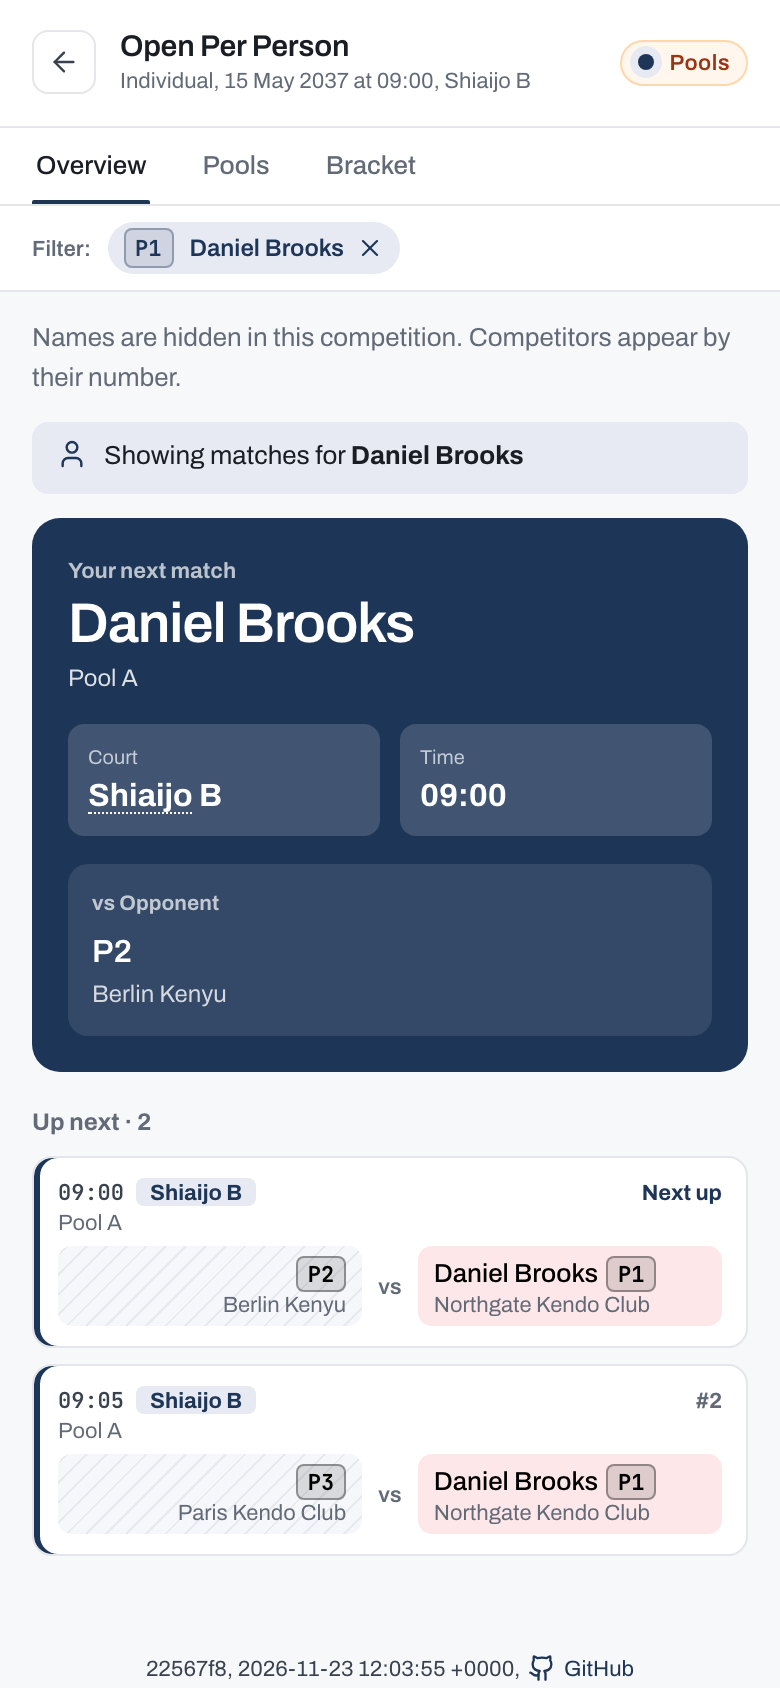 Open Per Person
Individual, 15 May 2037 at 09:00, Shiaijo B
Pools
Overview
Pools
Bracket
Filter:
P1
Daniel Brooks
Names are hidden in this competition. Competitors appear by
their number.
Showing matches for Daniel Brooks
Your next match
Daniel Brooks
Pool A
Court
Shiaijo B
Time
09:00
vs Opponent
P2
Berlin Kenyu
Up next · 2
09:00 Shiaijo B Next up
Pool A
P2
Berlin Kenyu
vs
Daniel Brooks P1
Northgate Kendo Club
09:05 Shiaijo B #2
Pool A
P3
Paris Kendo Club
vs
Daniel Brooks P1
Northgate Kendo Club
22567f8, 2026-11-23 12:03:55 +0000, GitHub